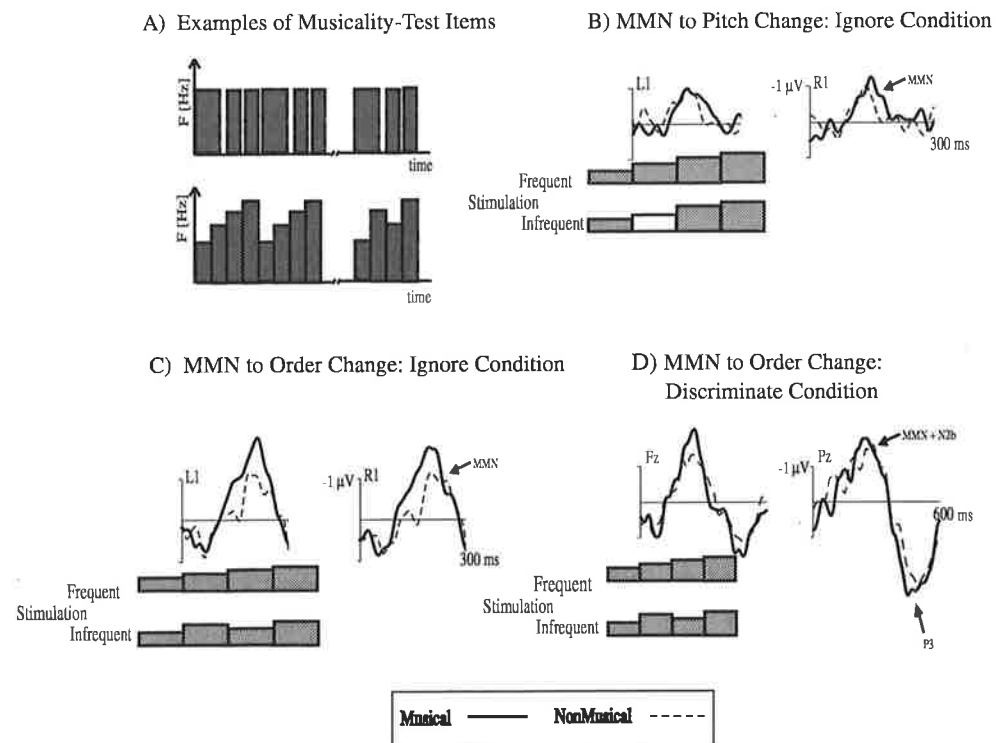 A) Examples of Musicality-Test Items
F [Hz]
time
F [Hz]
time
B) MMN to Pitch Change: Ignore Condition
L1
-1 µV
R1
MMN
300 ms
Frequent
Stimulation
Infrequent
C) MMN to Order Change: Ignore Condition
L1
-1 µV
R1
MMN
300 ms
Frequent
Stimulation
Infrequent
D) MMN to Order Change:
Discriminate Condition
Fz
-1 µV
Pz
MMN + N2b
600 ms
P3
Frequent
Stimulation
Infrequent
Musical
NonMusical